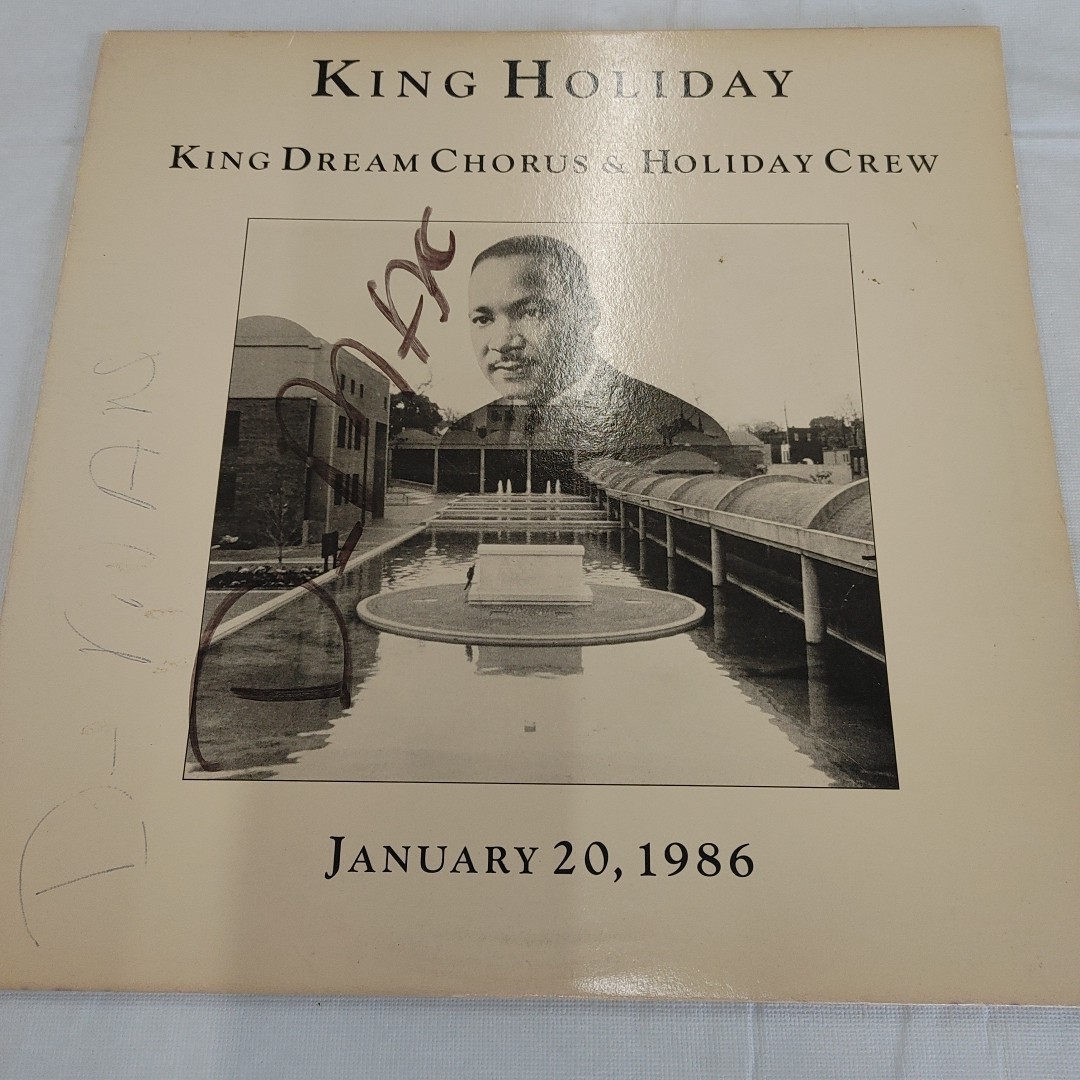 KING HOLIDAY
KING DREAM CHORUS & HOLIDAY CREW
JANUARY 20, 1986